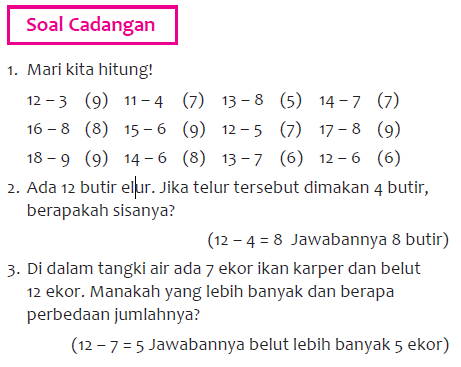 Soal Cadangan
1. Mari kita hitung!
12 – 3 (9) 11 – 4 (7) 13 – 8 (5) 14 – 7 (7)
16 – 8 (8) 15 – 6 (9) 12 – 5 (7) 17 – 8 (9)
18 – 9 (9) 14 – 6 (8) 13 – 7 (6) 12 – 6 (6)
2. Ada 12 butir elur. Jika telur tersebut dimakan 4 butir,
berapakah sisanya?
(12 – 4 = 8 Jawabannya 8 butir)
3. Di dalam tangki air ada 7 ekor ikan karper dan belut
12 ekor. Manakah yang lebih banyak dan berapa
perbedaan jumlahnya?
(12 – 7 = 5 Jawabannya belut lebih banyak 5 ekor)